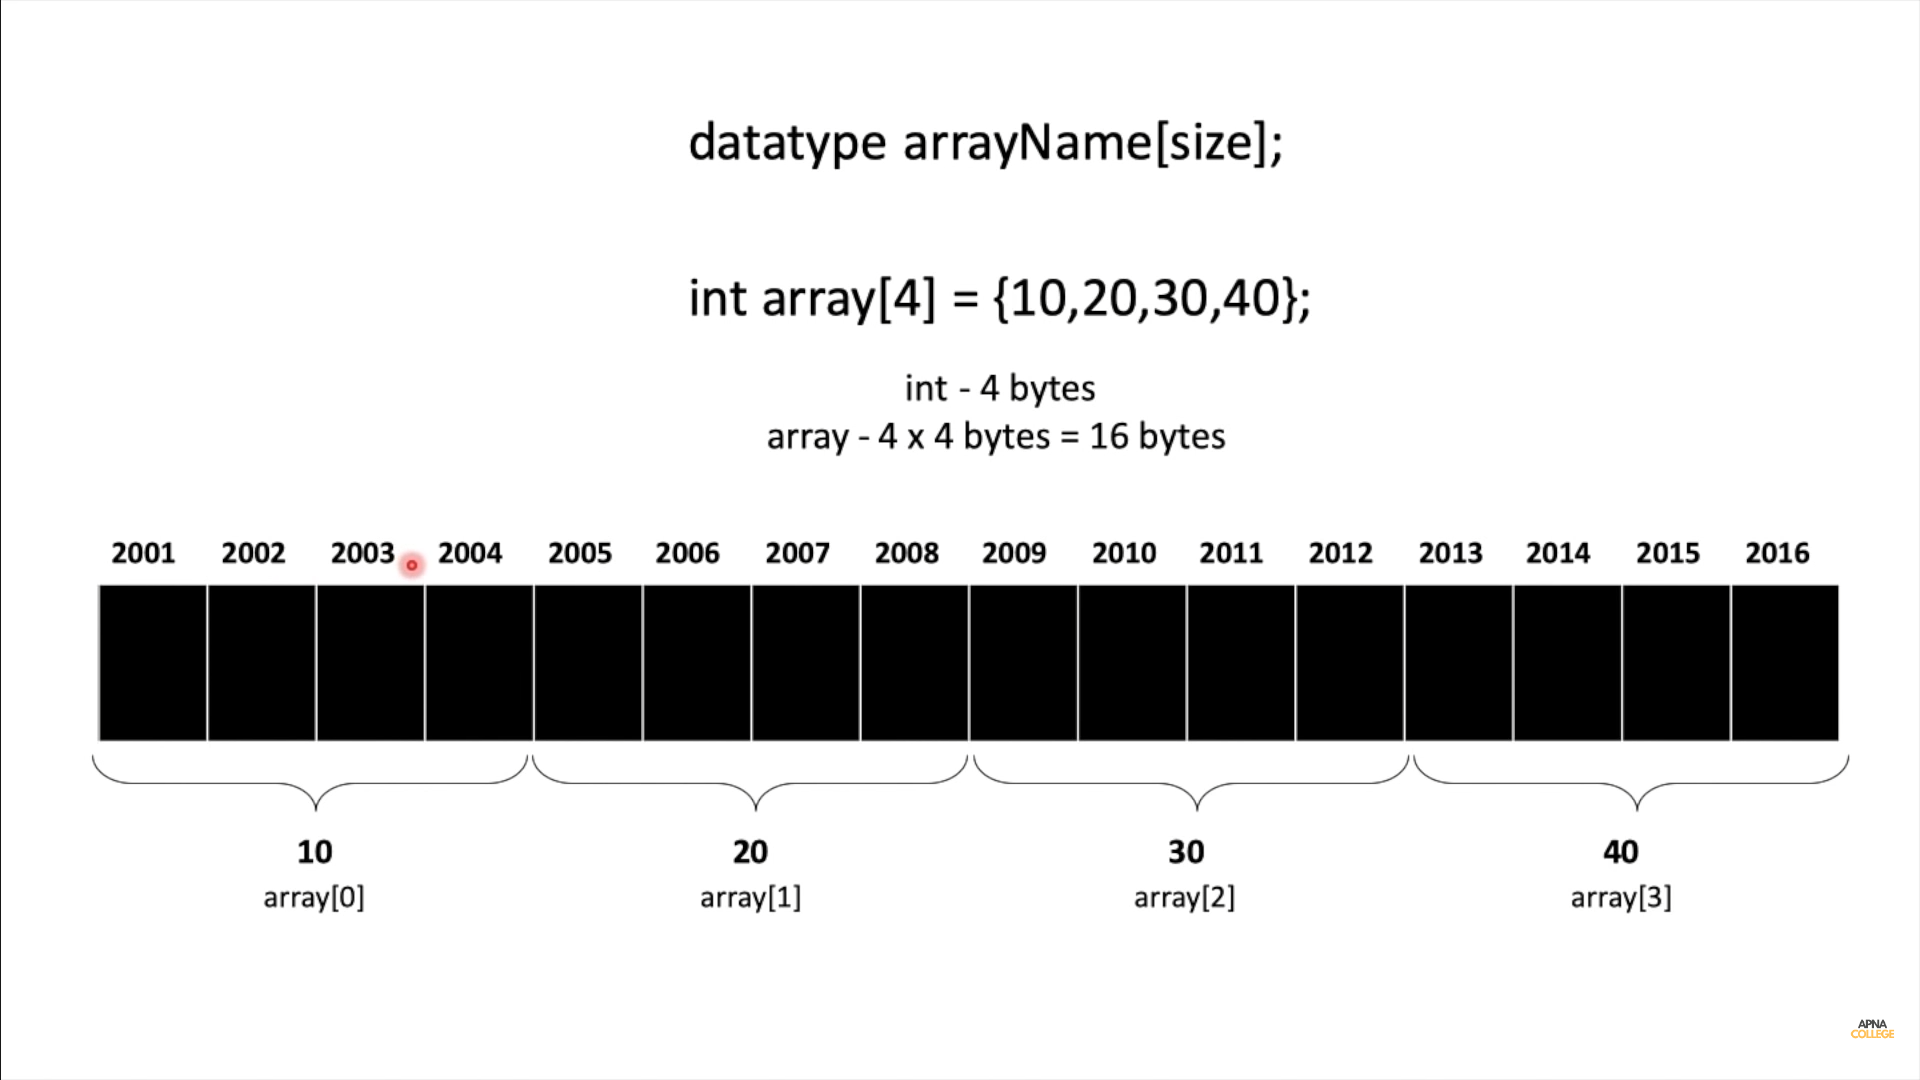 datatype arrayName[size];
int array[4] = {10,20,30,40};
int - 4 bytes
array - 4 x 4 bytes = 16 bytes
2001 2002 2003 2004 2005 2006 2007 2008 2009 2010 2011 2012 2013 2014 2015 2016
10 20 30 40
array[0] array[1] array[2] array[3]
APNA
COLLEGE